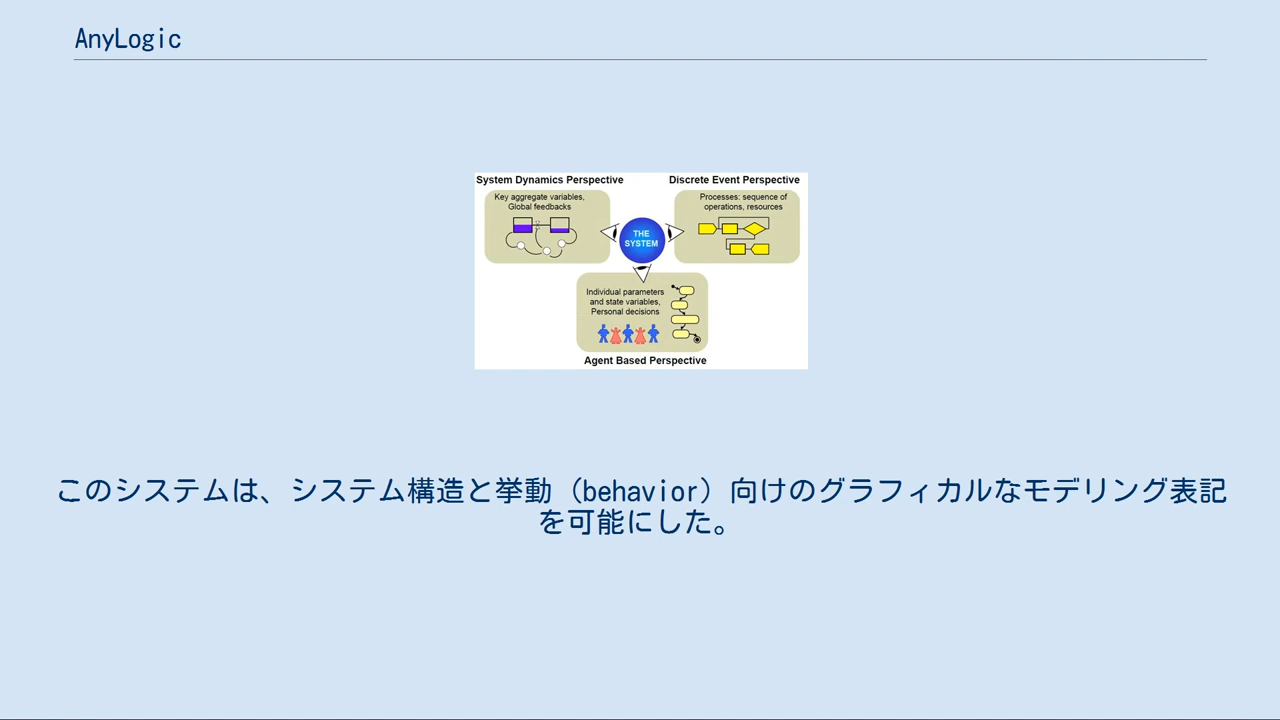 AnyLogic
System Dynamics Perspective
Discrete Event Perspective
Key aggregate variables,
Global feedbacks
Processes: sequence of
operations, resources
THE
SYSTEM
Individual parameters
and state variables,
Personal decisions
Agent Based Perspective
このシステムは、システム構造と挙動（behavior）向けのグラフィカルなモデリング表記
を可能にした。